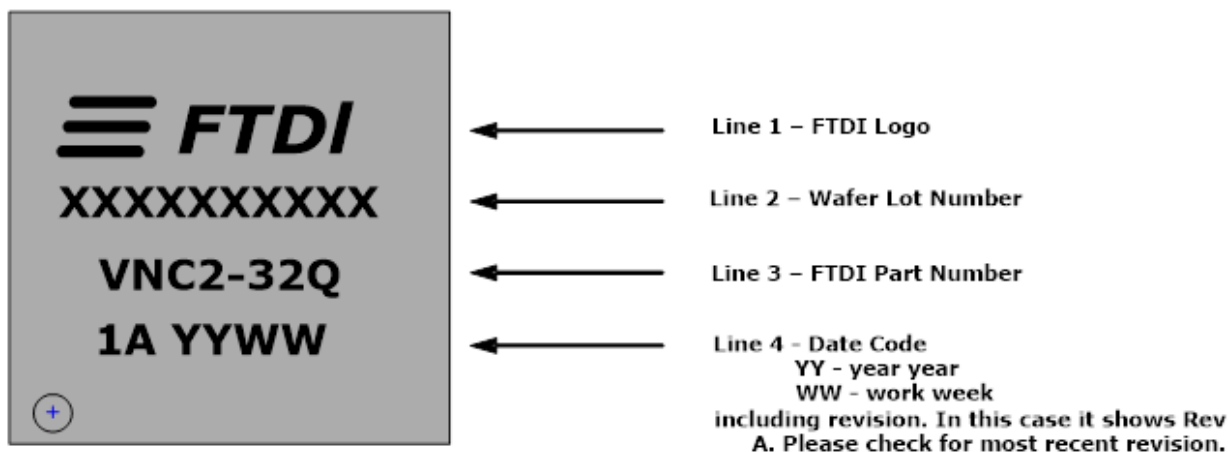 FTDI
XXXXXXXXXX
VNC2-32Q
1A YYWW
Line 1 – FTDI Logo
Line 2 – Wafer Lot Number
Line 3 – FTDI Part Number
Line 4 - Date Code
YY - year year
WW - work week
including revision. In this case it shows Rev
A. Please check for most recent revision.